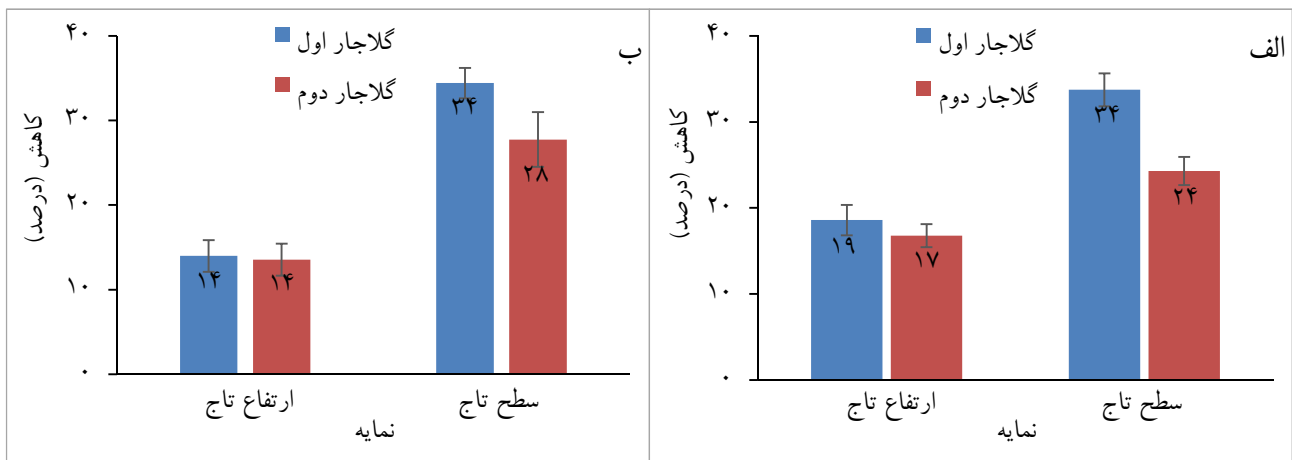 الف
گلاجار اول
گلاجار دوم
کاهش (درصد)
۴۰
۳۰
۲۰
۱۰
۰
۱۹
۱۷
۳۴
۲۴
ارتفاع تاج
سطح تاج
نمایه
ب
گلاجار اول
گلاجار دوم
کاهش (درصد)
۴۰
۳۰
۲۰
۱۰
۰
۱۴
۱۴
۳۴
۲۸
ارتفاع تاج
سطح تاج
نمایه